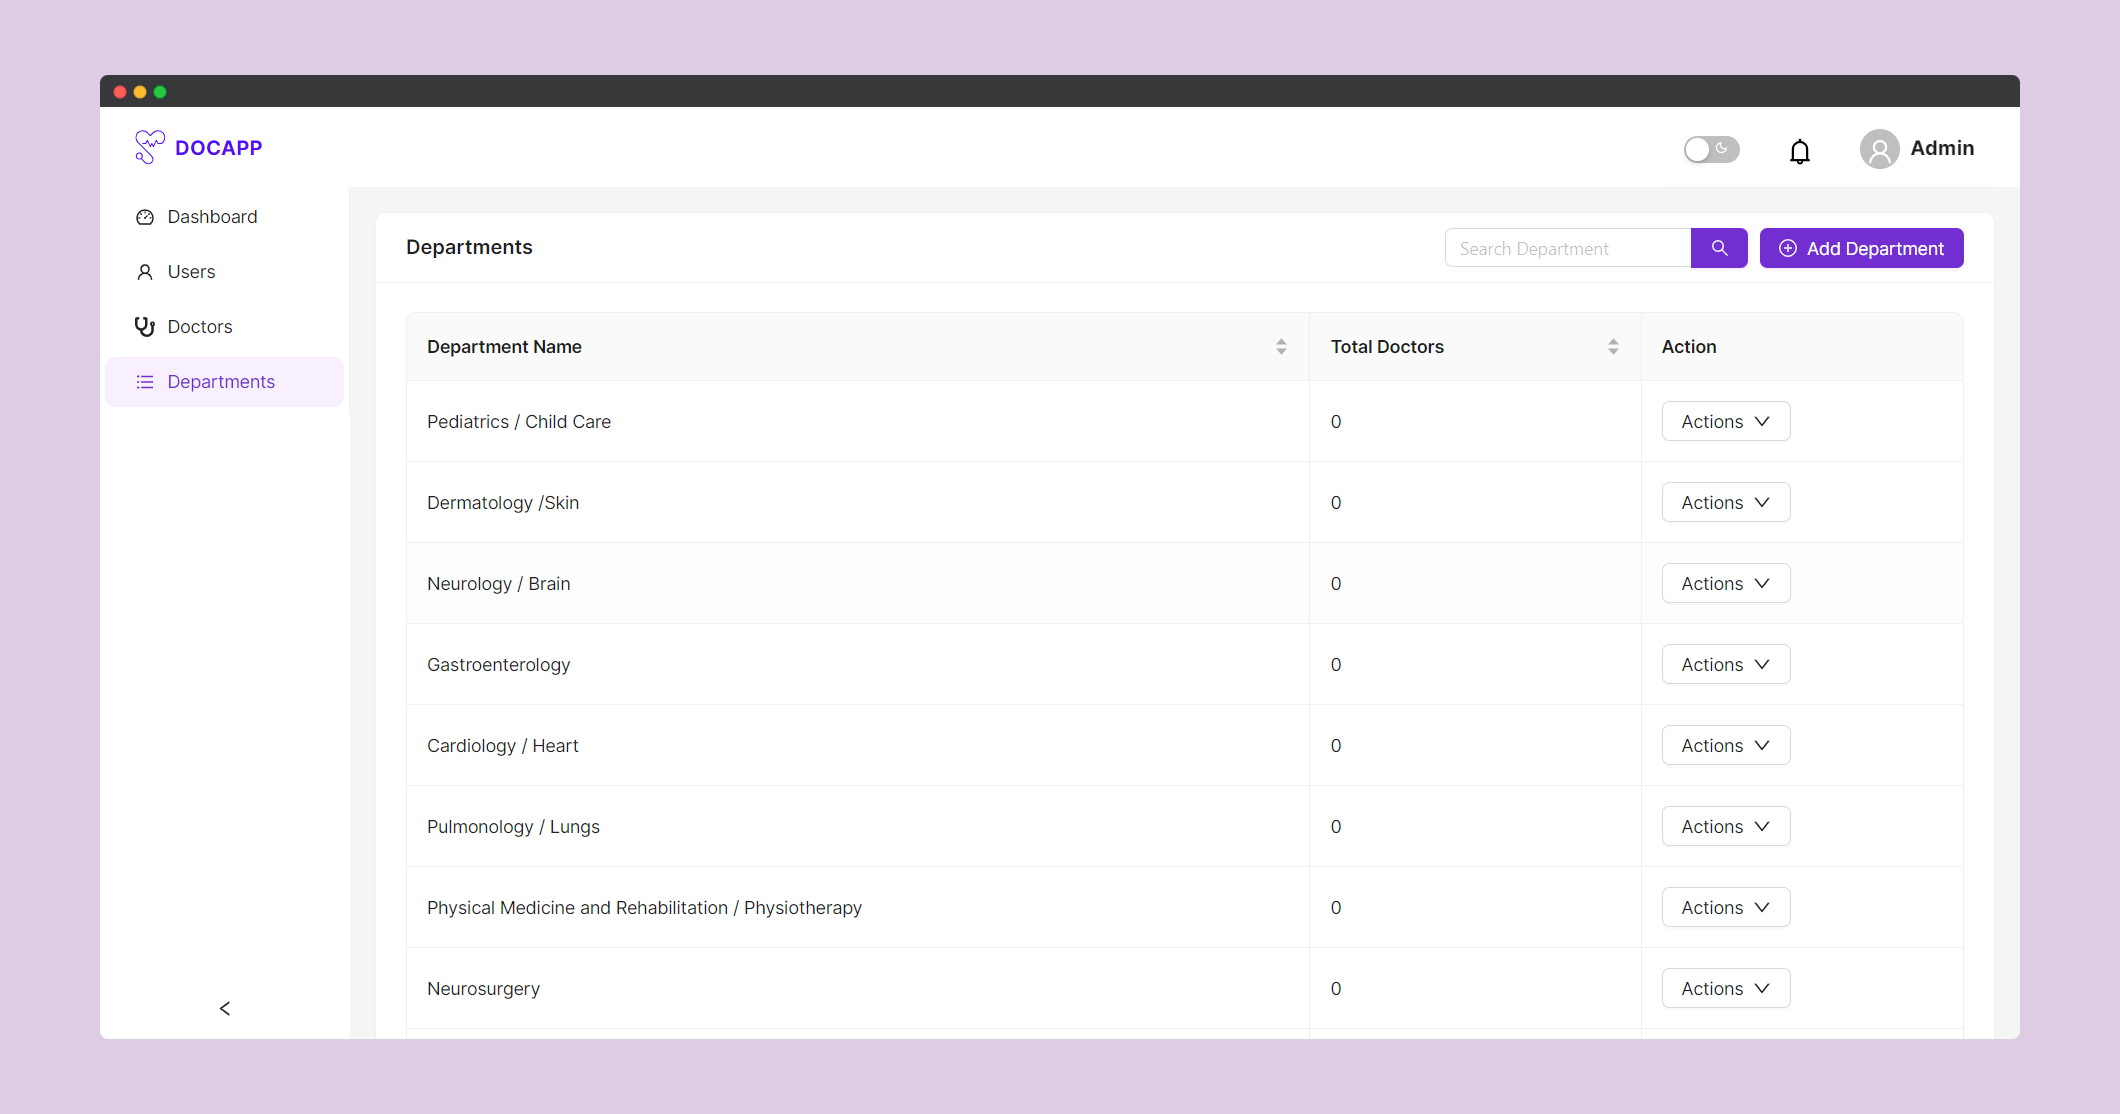 DOCAPP
Admin
Dashboard
Users
Doctors
Departments
Departments
Search Department
Add Department
Department Name Total Doctors Action
Pediatrics / Child Care 0 Actions
Dermatology /Skin 0 Actions
Neurology / Brain 0 Actions
Gastroenterology 0 Actions
Cardiology / Heart 0 Actions
Pulmonology / Lungs 0 Actions
Physical Medicine and Rehabilitation / Physiotherapy 0 Actions
Neurosurgery 0 Actions